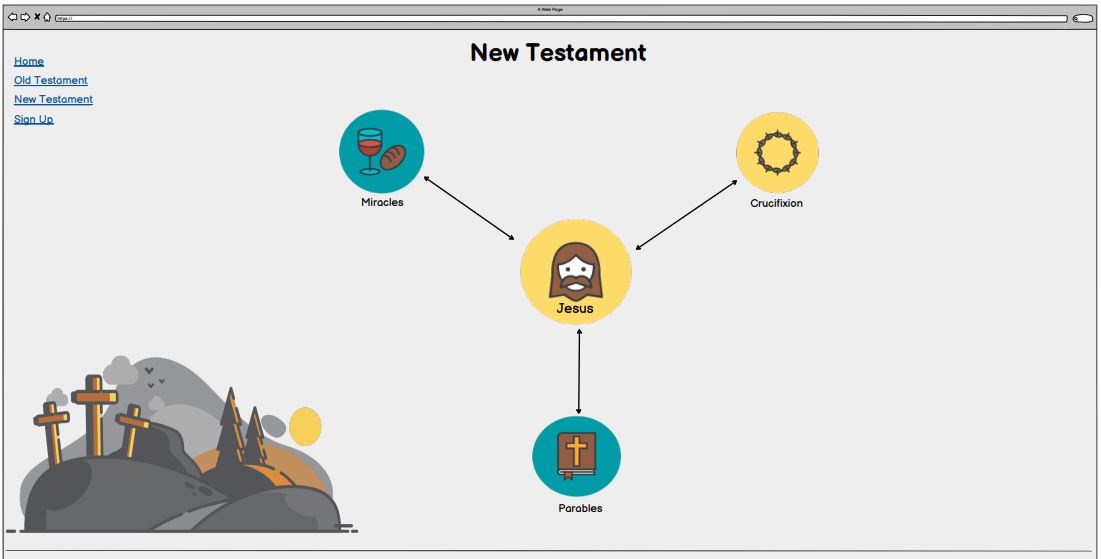 A Web Page
https://
New Testament
Home
Old Testament
New Testament
Sign Up
Miracles
Crucifixion
Jesus
Parables